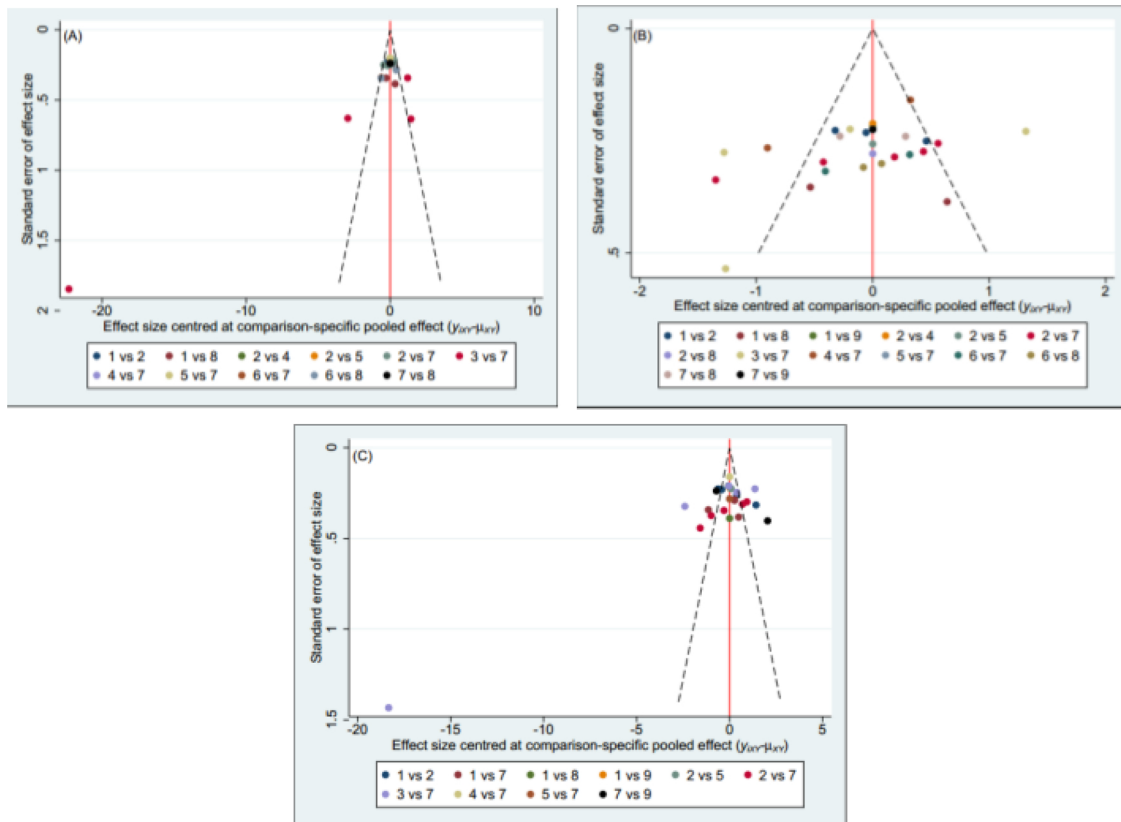 (A)
Standard error of effect size
0
.5
1
1.5
2
-20 -10 0 10
Effect size centred at comparison-specific pooled effect (yiXY-μXY)
1 vs 2 1 vs 8 2 vs 4 2 vs 5 2 vs 7 3 vs 7
4 vs 7 5 vs 7 6 vs 7 6 vs 8 7 vs 8
(B)
Standard error of effect size
0
.5
-2 -1 0 1 2
Effect size centred at comparison-specific pooled effect (yiXY-μXY)
1 vs 2 1 vs 8 1 vs 9 2 vs 4 2 vs 5 2 vs 7
2 vs 8 3 vs 7 4 vs 7 5 vs 7 6 vs 7 6 vs 8
7 vs 8 7 vs 9
(C)
Standard error of effect size
0
.5
1
1.5
-20 -15 -10 -5 0 5
Effect size centred at comparison-specific pooled effect (yiXY-μXY)
1 vs 2 1 vs 7 1 vs 8 1 vs 9 2 vs 5 2 vs 7
3 vs 7 4 vs 7 5 vs 7 7 vs 9